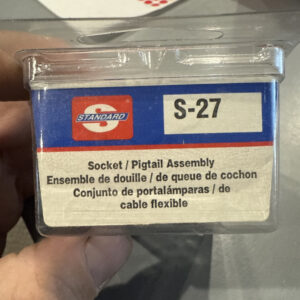 STANDARD
S-27
Socket / Pigtail Assembly
Ensemble de douille / de queue de cochon
Conjunto de portalámparas / de
cable flexible